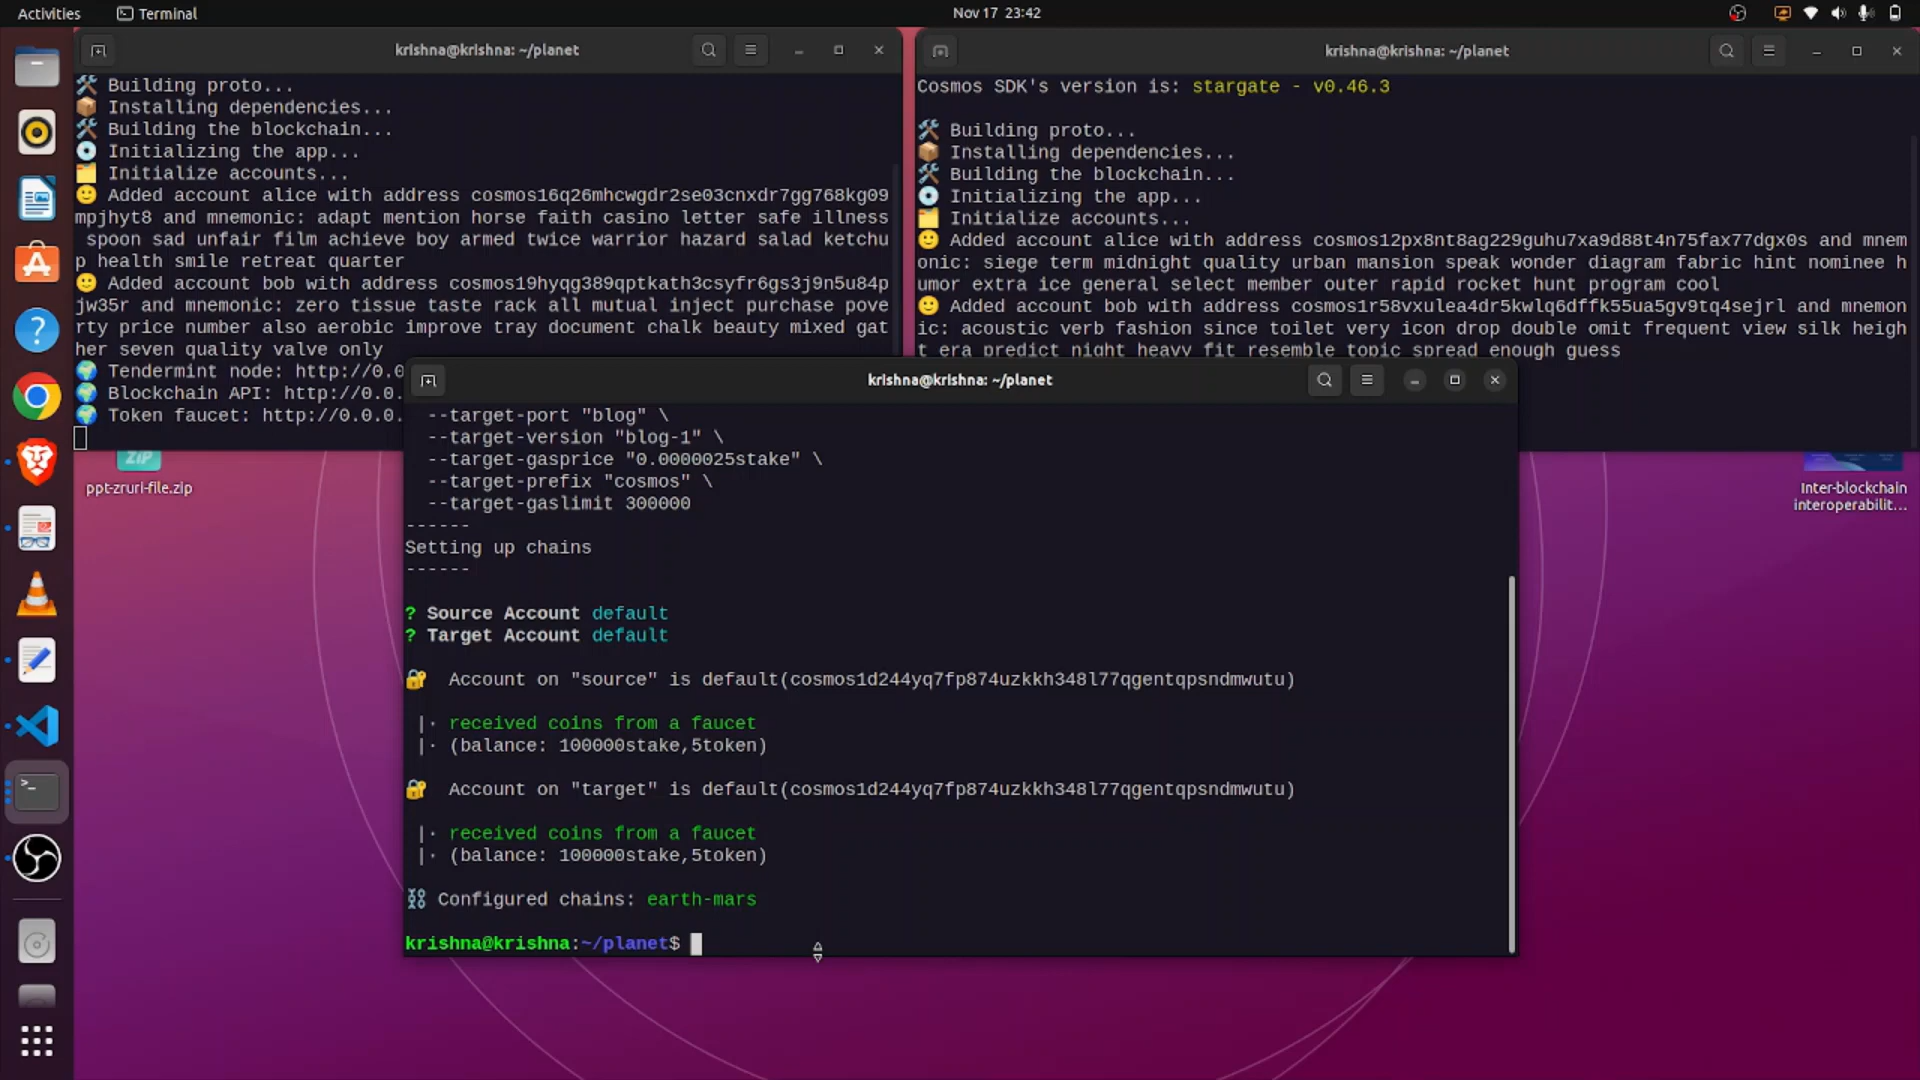 Activities
Terminal
Nov 17 23:42
krishna@krishna: ~/planet
Building proto...
Installing dependencies...
Building the blockchain...
Initializing the app...
Initialize accounts...
Added account alice with address cosmos16q26mhcwgdr2se03cnxdr7gg768kg09
mpjhyt8 and mnemonic: adapt mention horse faith casino letter safe illness
spoon sad unfair film achieve boy armed twice warrior hazard salad ketchu
p health smile retreat quarter
Added account bob with address cosmos19hyqg389qptkath3csyfr6gs3j9n5u84p
jw35r and mnemonic: zero tissue taste rack all mutual inject purchase pove
rty price number also aerobic improve tray document chalk beauty mixed gat
her seven quality valve only
Tendermint node: http://0.0
Blockchain API: http://0.0.
Token faucet: http://0.0.0.
krishna@krishna: ~/planet
Cosmos SDK's version is: stargate - v0.46.3
Building proto...
Installing dependencies...
Building the blockchain...
Initializing the app...
Initialize accounts...
Added account alice with address cosmos12px8nt8ag229guhu7xa9d88t4n75fax77dgx0s and mnem
onic: siege term midnight quality urban mansion speak wonder diagram fabric hint nominee h
umor extra ice general select member outer rapid rocket hunt program cool
Added account bob with address cosmos1r58vxulea4dr5kwlq6dffk55ua5gv9tq4sejrl and mnemon
ic: acoustic verb fashion since toilet very icon drop double omit frequent view silk heigh
t era predict night heavy fit resemble topic spread enough guess
krishna@krishna: ~/planet
--target-port "blog" \
--target-version "blog-1" \
--target-gasprice "0.0000025stake" \
--target-prefix "cosmos" \
--target-gaslimit 300000
------
Setting up chains
------
? Source Account default
? Target Account default
Account on "source" is default(cosmos1d244yq7fp874uzkkh348l77qgentqpsndmwutu)
|· received coins from a faucet
|· (balance: 100000stake,5token)
Account on "target" is default(cosmos1d244yq7fp874uzkkh348l77qgentqpsndmwutu)
|· received coins from a faucet
|· (balance: 100000stake,5token)
Configured chains: earth-mars
krishna@krishna:~/planet$
ZIP
ppt-zruri-file.zip
Inter-blockchain
interoperabilit...